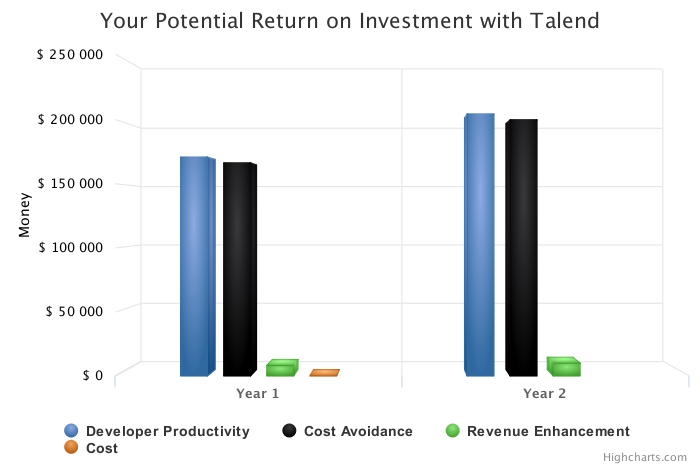 Your Potential Return on Investment with Talend
$ 250 000
$ 200 000
$ 150 000
$ 100 000
$ 50 000
$ 0
Money
Year 1
Year 2
Developer Productivity
Cost Avoidance
Revenue Enhancement
Cost
Highcharts.com